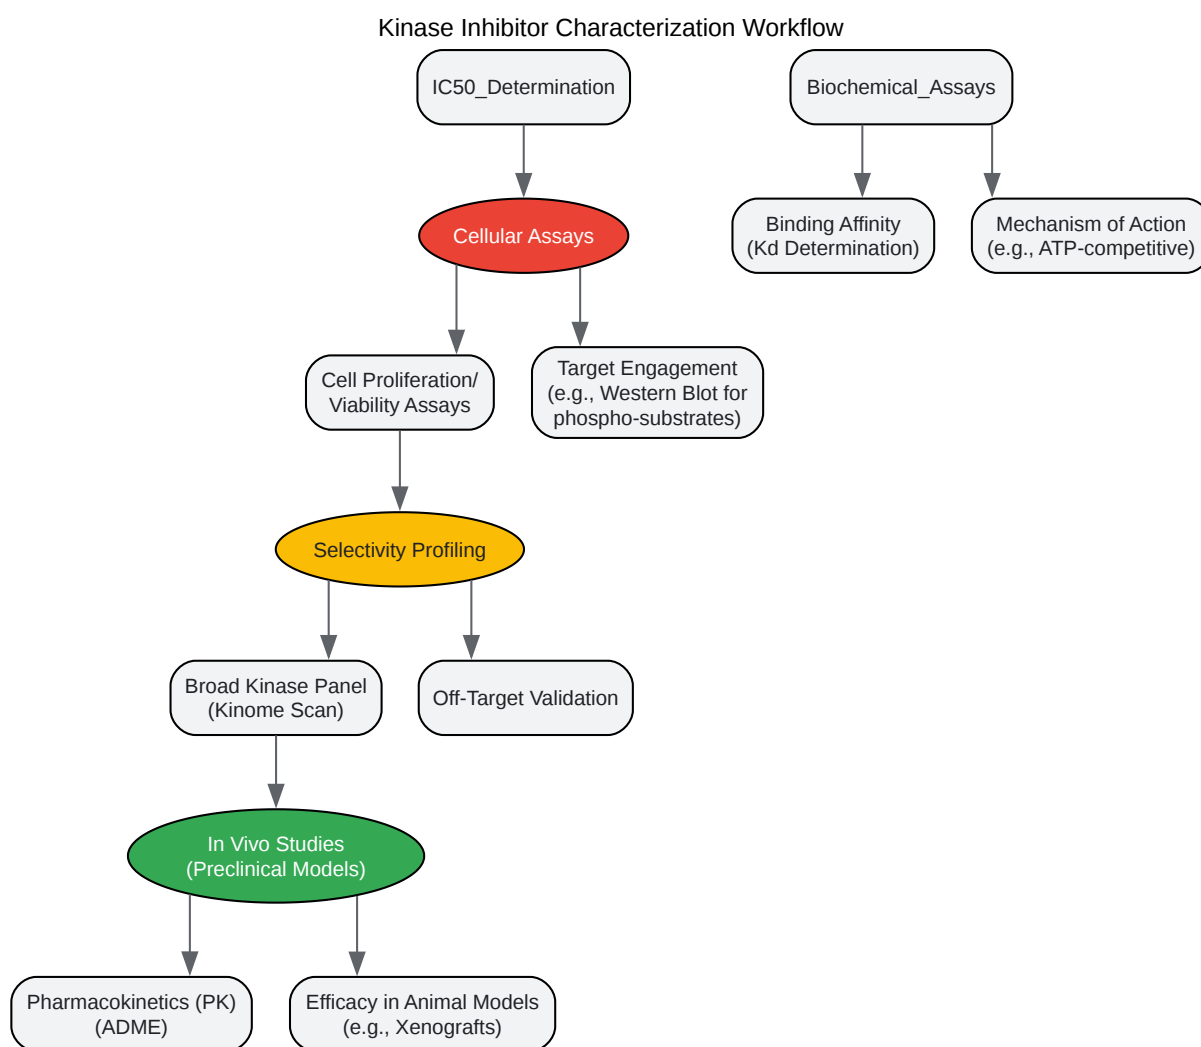 Kinase Inhibitor Characterization Workflow
IC50_Determination
Biochemical_Assays
Cellular Assays
Binding Affinity
(Kd Determination)
Mechanism of Action
(e.g., ATP-competitive)
Cell Proliferation/
Viability Assays
Target Engagement
(e.g., Western Blot for
phospho-substrates)
Selectivity Profiling
Broad Kinase Panel
(Kinome Scan)
Off-Target Validation
In Vivo Studies
(Preclinical Models)
Pharmacokinetics (PK)
(ADME)
Efficacy in Animal Models
(e.g., Xenografts)